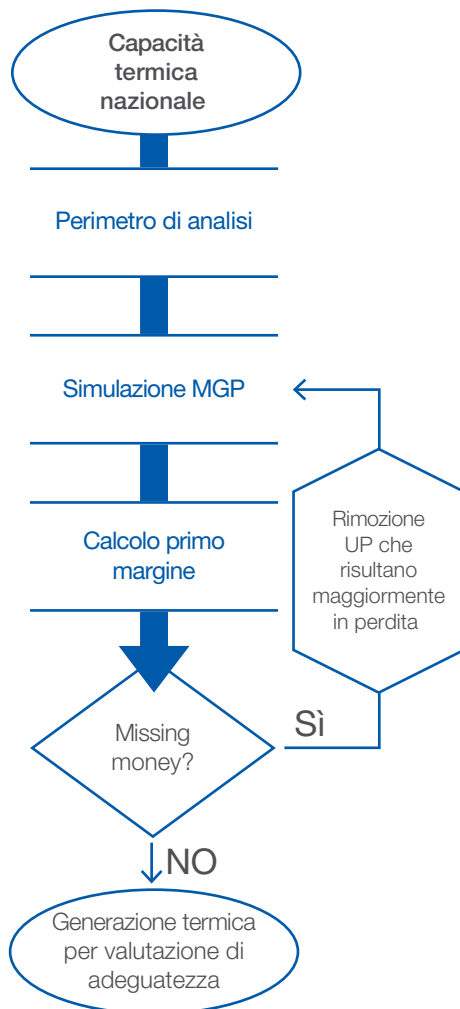 Capacità
termica
nazionale
Perimetro di analisi
Simulazione MGP
Calcolo primo
margine
Rimozione
UP che
risultano
maggiormente
in perdita
Missing
money?
Sì
NO
Generazione termica
per valutazione di
adeguatezza